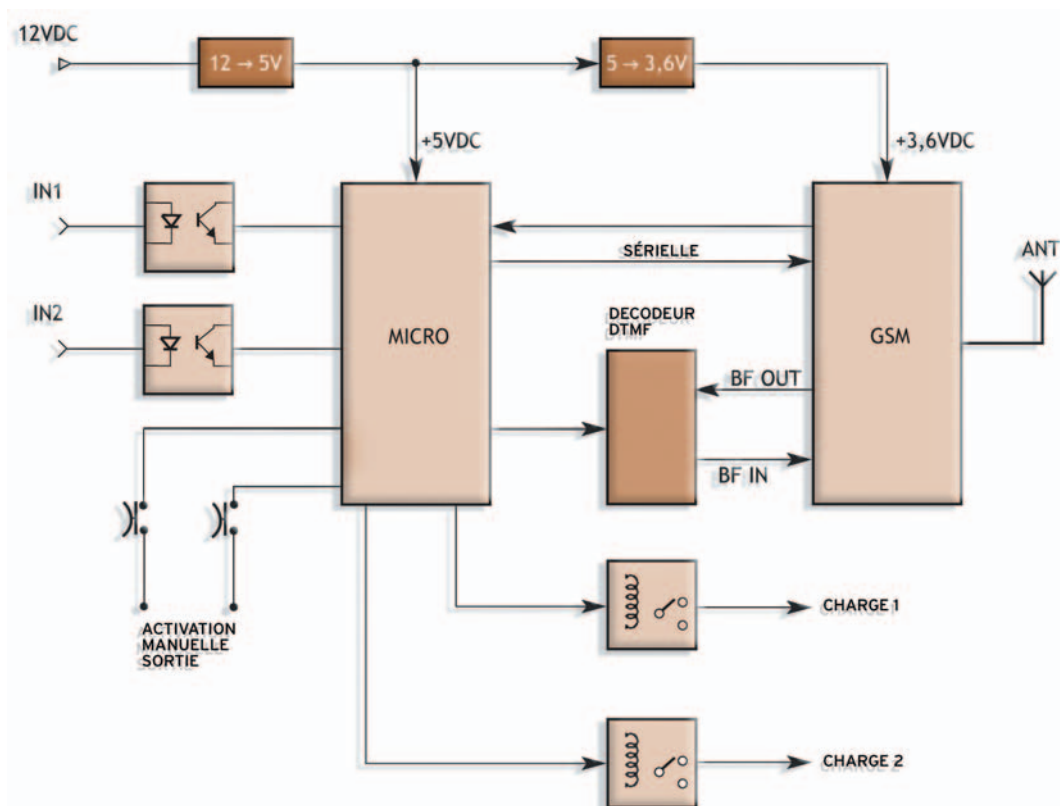 12VDC
12 → 5V
5 → 3,6V
+5VDC
+3,6VDC
IN1
SÉRIELLE
ANT
IN2
MICRO
DECODEUR
DTMF
GSM
BF OUT
BF IN
ACTIVATION
MANUELLE
SORTIE
CHARGE 1
CHARGE 2